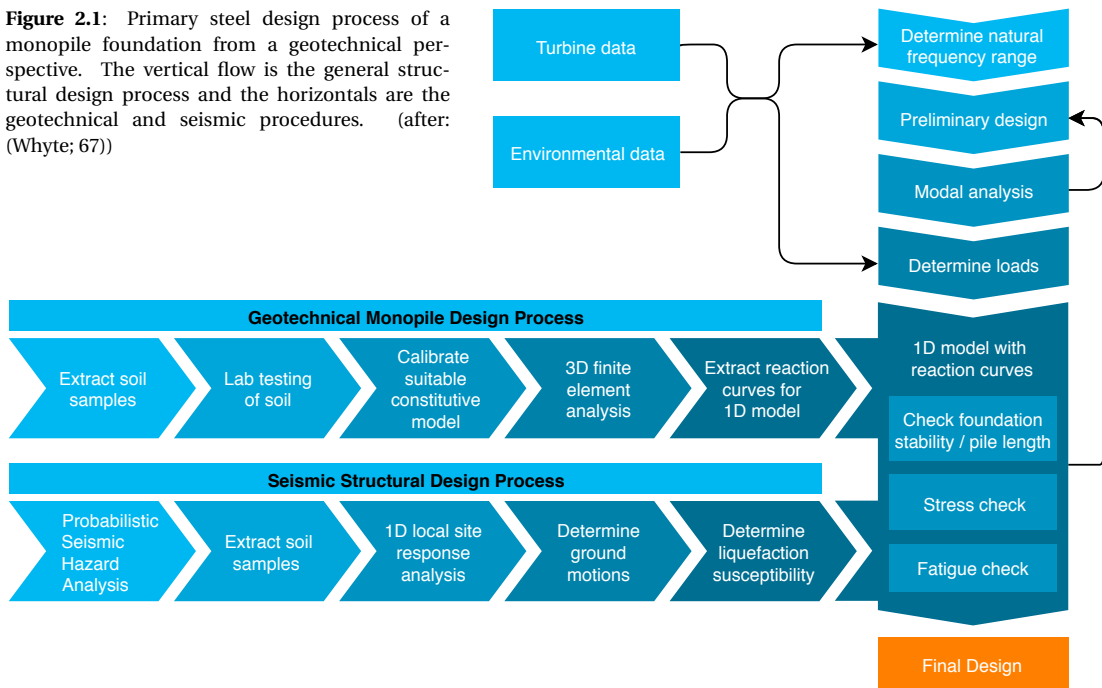 Figure 2.1: Primary steel design process of a
monopile foundation from a geotechnical per-
spective. The vertical flow is the general struc-
tural design process and the horizontals are the
geotechnical and seismic procedures. (after:
(Whyte; 67))
Turbine data
Environmental data
Determine natural
frequency range
Preliminary design
Modal analysis
Determine loads
Geotechnical Monopile Design Process
Extract soil
samples
Lab testing
of soil
Calibrate
suitable
constitutive
model
3D finite
element
analysis
Extract reaction
curves for
1D model
1D model with
reaction curves
Check foundation
stability / pile length
Stress check
Fatigue check
Seismic Structural Design Process
Probabilistic
Seismic
Hazard
Analysis
Extract soil
samples
1D local site
response
analysis
Determine
ground
motions
Determine
liquefaction
susceptibility
Final Design